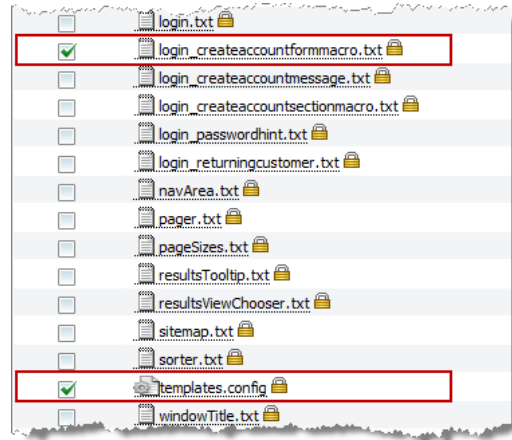 login.txt
login_createaccountformmacro.txt
login_createaccountmessage.txt
login_createaccountsectionmacro.txt
login_passwordhint.txt
login_returningcustomer.txt
navArea.txt
pager.txt
pageSizes.txt
resultsTooltip.txt
resultsViewChooser.txt
sitemap.txt
sorter.txt
templates.config
windowTitle.txt